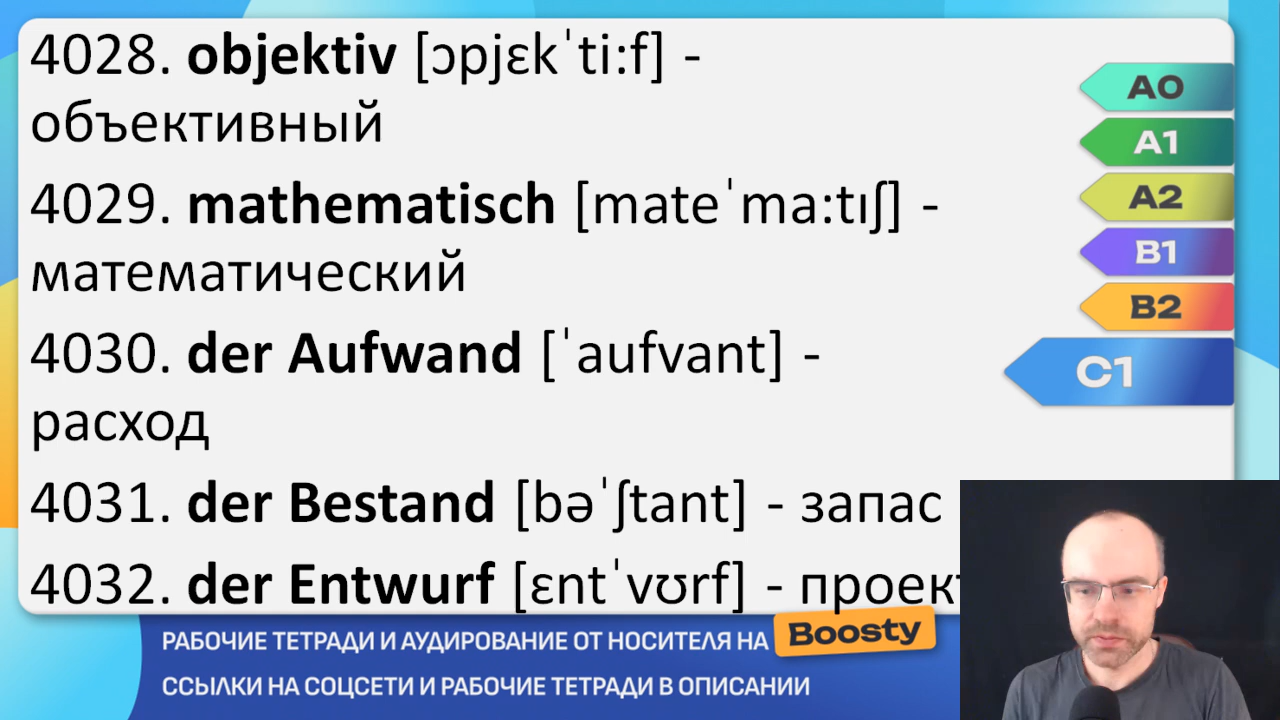 4028. objektiv [ɔpjɛkˈti:f] -
объективный
4029. mathematisch [mateˈma:tɪʃ] -
математический
4030. der Aufwand [ˈaufvant] -
расход
4031. der Bestand [bəˈʃtant] - запас
4032. der Entwurf [ɛntˈvʊrf] - проект
A0
A1
A2
B1
B2
C1
РАБОЧИЕ ТЕТРАДИ И АУДИРОВАНИЕ ОТ НОСИТЕЛЯ НА Boosty
ССЫЛКИ НА СОЦСЕТИ И РАБОЧИЕ ТЕТРАДИ В ОПИСАНИИ